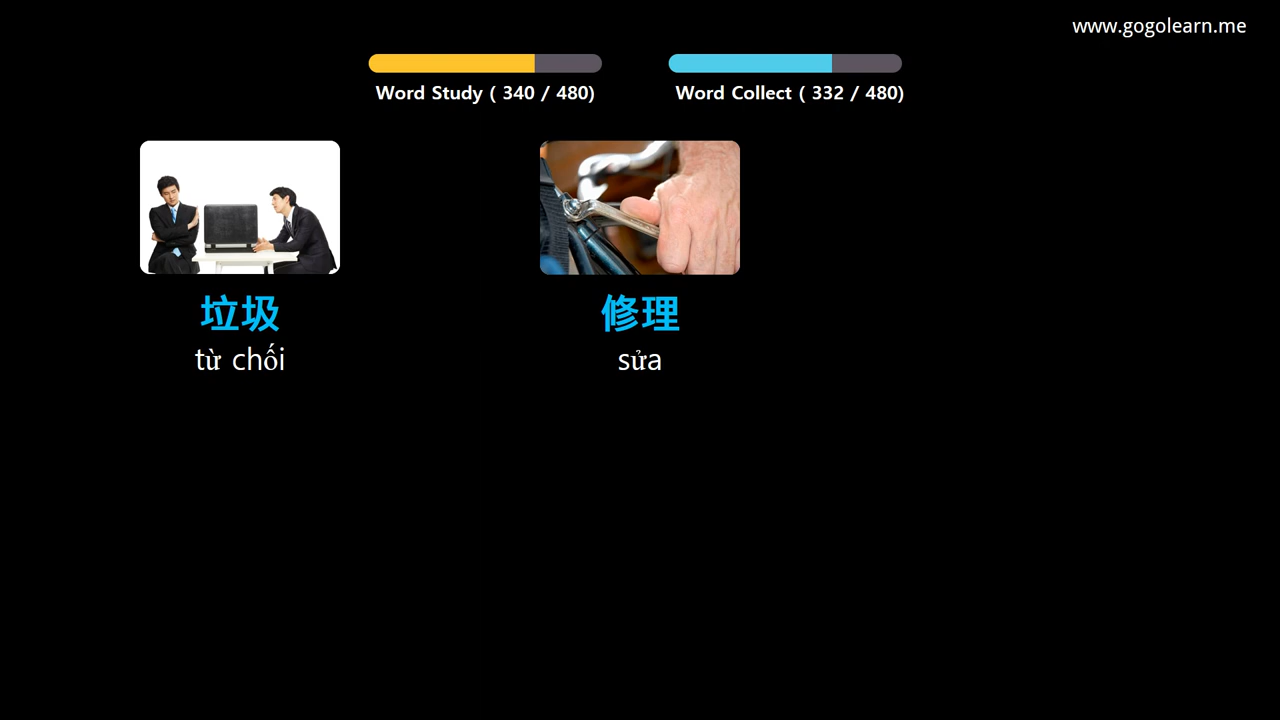 www.gogolearn.me
Word Study ( 340 / 480)
Word Collect ( 332 / 480)
垃圾
từ chối
修理
sửa